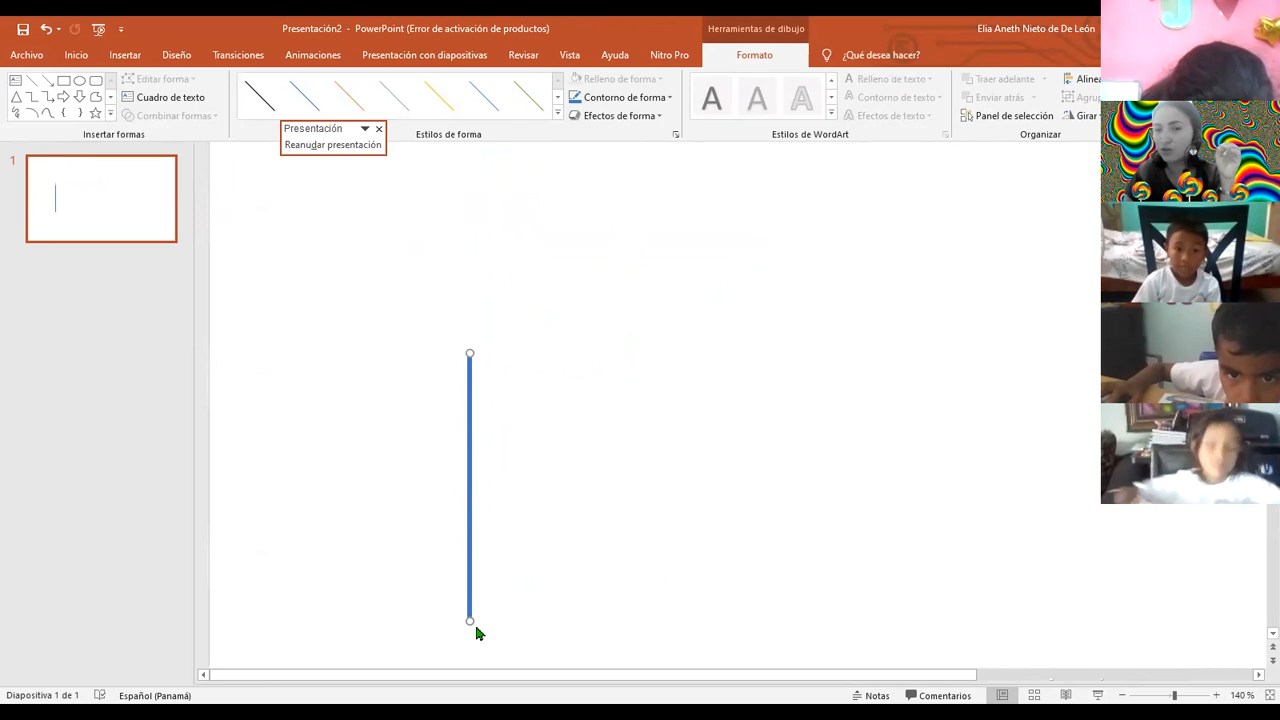 Presentación2 - PowerPoint (Error de activación de productos)
Herramientas de dibujo
Elia Aneth Nieto de De León
Archivo Inicio Insertar Diseño Transiciones Animaciones Presentación con diapositivas Revisar Vista Ayuda Nitro Pro Formato ¿Qué desea hacer?
Editar forma
Cuadro de texto
Combinar formas
Insertar formas
Relleno de forma
Contorno de forma
Efectos de forma
Estilos de forma
A A A
Relleno de texto
Contorno de texto
Efectos de texto
Estilos de WordArt
Traer adelante
Enviar atrás
Panel de selección
Organizar
Alinea
Agrup
Girar
Presentación
Reanudar presentación
1
Diapositiva 1 de 1 Español (Panamá) Notas Comentarios 140 %